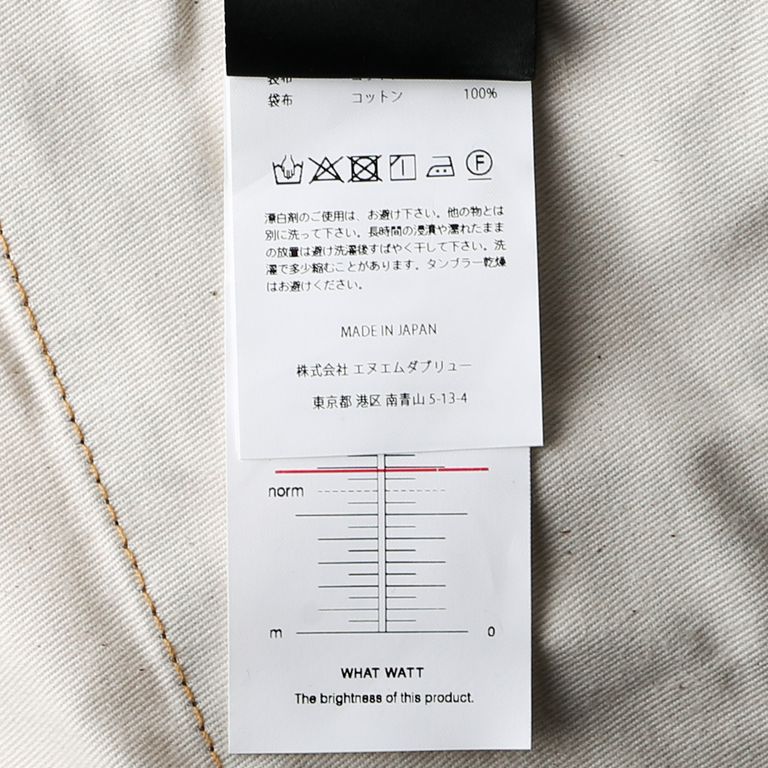 袋布 コットン
袋布 コットン 100%
F
漂白剤のご使用は、お避け下さい。他の物とは
別に洗って下さい。長時間の浸漬や濡れたまま
の放置は避け洗濯後すばやく干して下さい。洗
濯で多少縮むことがあります。タンブラー乾燥
はお避けください。
MADE IN JAPAN
株式会社 エヌエムダブリュー
東京都 港区 南青山 5-13-4
norm
m 0
WHAT WATT
The brightness of this product.